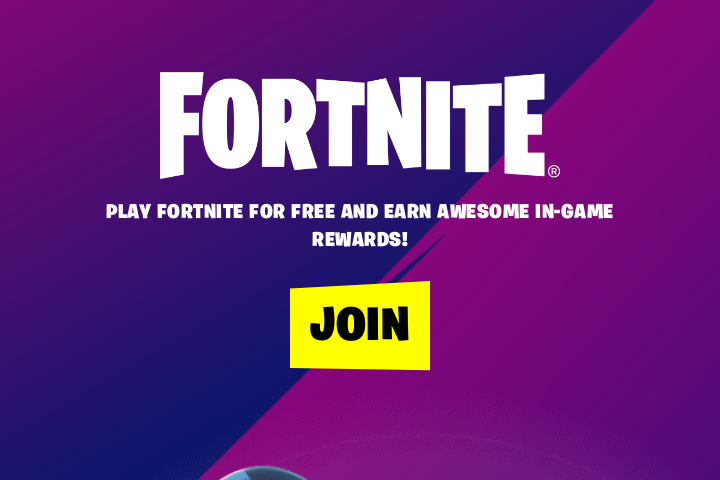 FORTNITE®
PLAY FORTNITE FOR FREE AND EARN AWESOME IN-GAME
REWARDS!
JOIN